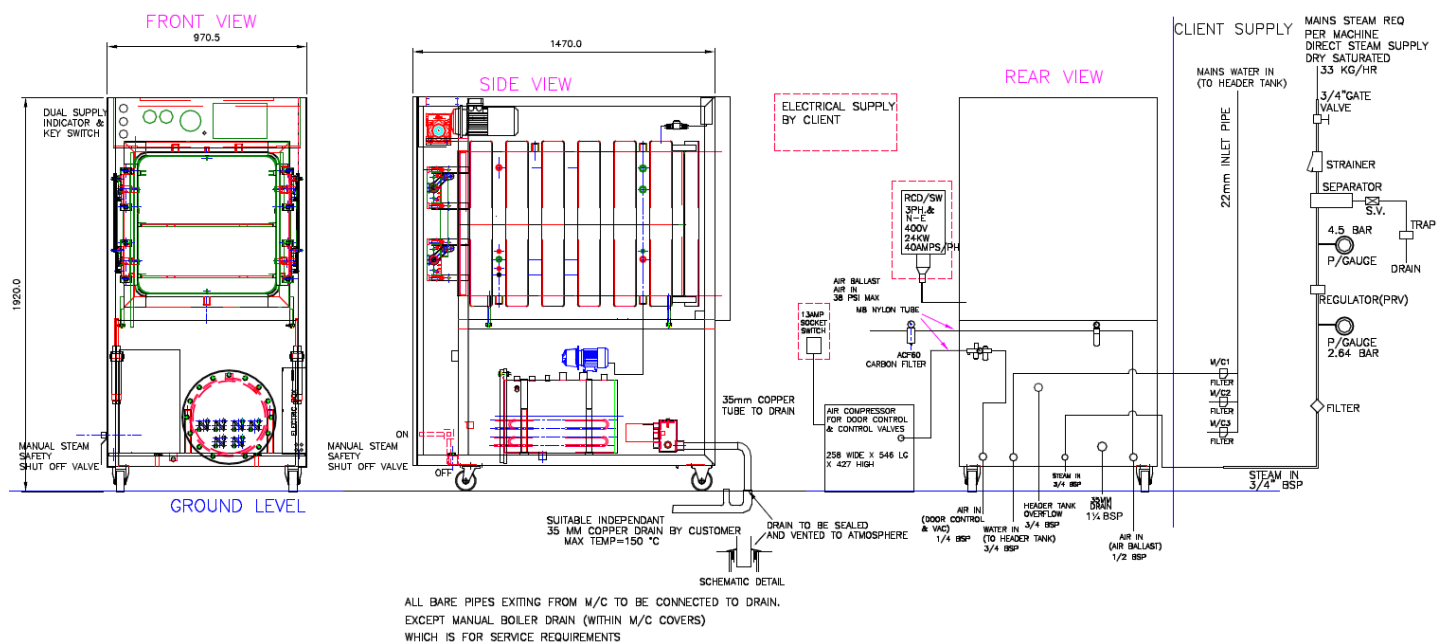 FRONT VIEW
970.5
1920.0
DUAL SUPPLY
INDICATOR &
KEY SWITCH
ELECTRIC BOX
MANUAL STEAM
SAFETY
SHUT OFF VALVE
GROUND LEVEL
1470.0
SIDE VIEW
ON
MANUAL STEAM
SAFETY
SHUT OFF VALVE
OFF
35mm COPPER
TUBE TO DRAIN
SUITABLE INDEPENDANT
35 MM COPPER DRAIN BY CUSTOMER
MAX TEMP=150 °C
DRAIN TO BE SEALED
AND VENTED TO ATMOSPHERE
SCHEMATIC DETAIL
ALL BARE PIPES EXITING FROM M/C TO BE CONNECTED TO DRAIN.
EXCEPT MANUAL BOILER DRAIN (WITHIN M/C COVERS)
WHICH IS FOR SERVICE REQUIREMENTS
ELECTRICAL SUPPLY
BY CLIENT
REAR VIEW
RCD/SW
3PH.&
N-E
400V
24KW
40AMPS/PH
AIR BALLAST
AIR IN
38 PSI MAX
M8 NYLON TUBE
13AMP
SOCKET
SWITCH
ACF60
CARBON FILTER
AIR COMPRESSOR
FOR DOOR CONTROL
& CONTROL VALVES
258 WIDE X 546 LG
X 427 HIGH
AIR IN
(DOOR CONTROL
& VAC)
1/4 BSP
WATER IN
(TO HEADER TANK)
3/4 BSP
HEADER TANK
OVERFLOW
3/4 BSP
STEAM IN
3/4 BSP
35MM
DRAIN
1¼ BSP
AIR IN
(AIR BALLAST)
1/2 BSP
CLIENT SUPPLY
MAINS STEAM REQ
PER MACHINE
DIRECT STEAM SUPPLY
DRY SATURATED
33 KG/HR
MAINS WATER IN
(TO HEADER TANK)
22mm INLET PIPE
3/4"GATE
VALVE
STRAINER
SEPARATOR
S.V.
TRAP
DRAIN
4.5 BAR
P/GAUGE
REGULATOR(PRV)
P/GAUGE
2.64 BAR
M/C1
FILTER
M/C2
FILTER
M/C3
FILTER
FILTER
STEAM IN
3/4" BSP